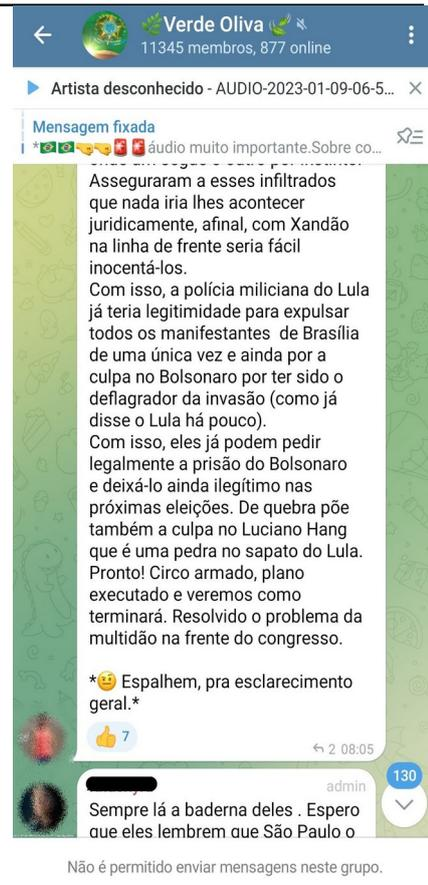 🌿Verde Oliva
11345 membros, 877 online
Artista desconhecido - AUDIO-2023-01-09-06-5...
Mensagem fixada
*🇧🇷🇧🇷🤜🤛🚨🚨áudio muito importante.Sobre co...
Asseguraram a esses infiltrados
que nada iria lhes acontecer
juridicamente, afinal, com Xandão
na linha de frente seria fácil
inocentá-los.
Com isso, a polícia miliciana do Lula
já teria legitimidade para expulsar
todos os manifestantes de Brasília
de uma única vez e ainda por a
culpa no Bolsonaro por ter sido o
deflagrador da invasão (como já
disse o Lula há pouco).
Com isso, eles já podem pedir
legalmente a prisão do Bolsonaro
e deixá-lo ainda ilegítimo nas
próximas eleições. De quebra põe
também a culpa no Luciano Hang
que é uma pedra no sapato do Lula.
Pronto! Circo armado, plano
executado e veremos como
terminará. Resolvido o problema da
multidão na frente do congresso.
*🤨 Espalhem, pra esclarecimento
geral.*
👍 7
2 08:05
130
admin
Sempre lá a baderna deles . Espero
que eles lembrem que São Paulo o
Não é permitido enviar mensagens neste grupo.